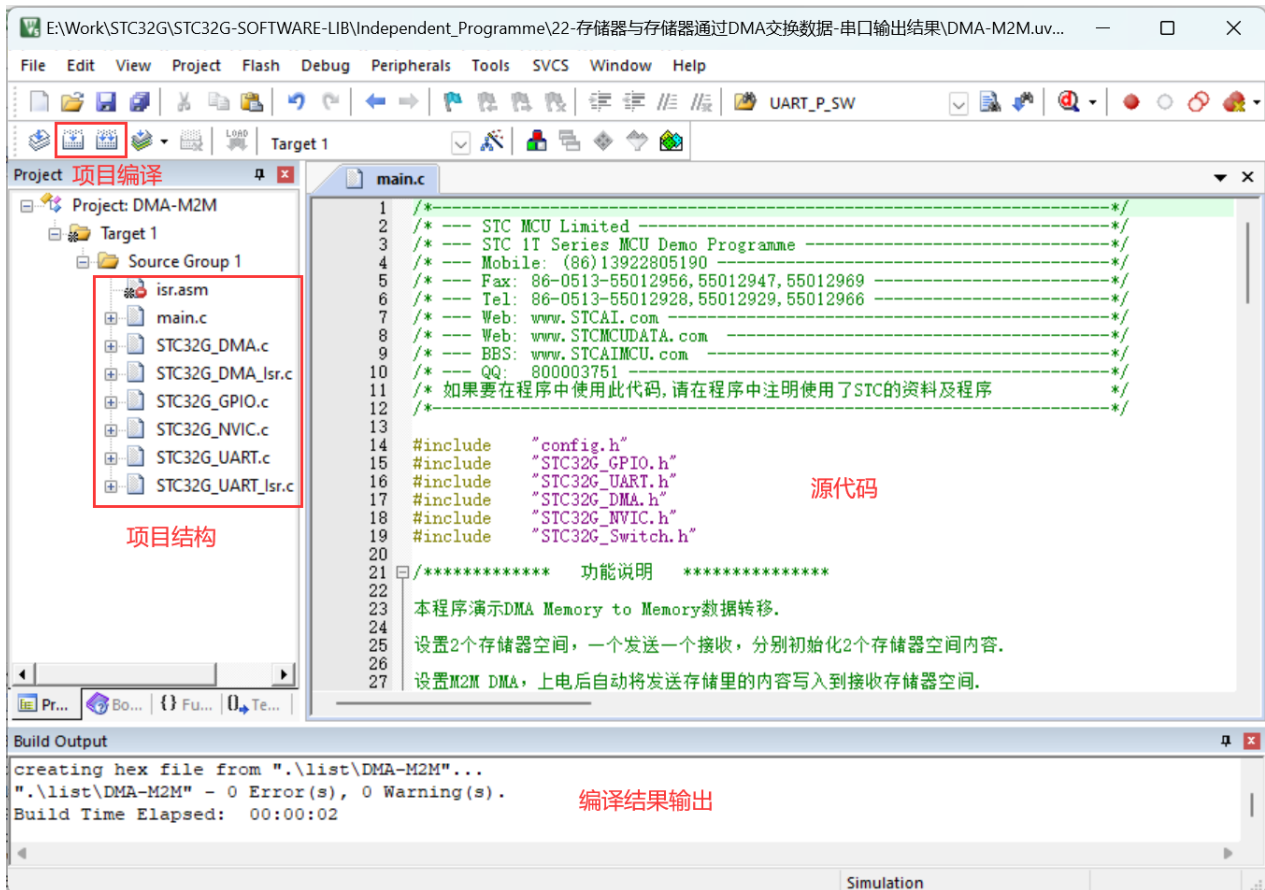 E:\Work\STC32G\STC32G-SOFTWARE-LIB\Independent_Programme\22-存储器与存储器通过DMA交换数据-串口输出结果\DMA-M2M.uv...
File Edit View Project Flash Debug Peripherals Tools SVCS Window Help
UART_P_SW
LOAD Target 1
Project 项目编译
main.c
Project: DMA-M2M
Target 1
Source Group 1
isr.asm
main.c
STC32G_DMA.c
STC32G_DMA_Isr.c
STC32G_GPIO.c
STC32G_NVIC.c
STC32G_UART.c
STC32G_UART_Isr.c
项目结构
1 /*---------------------------------------------------------------------*/
2 /* --- STC MCU Limited ------------------------------------------------*/
3 /* --- STC 1T Series MCU Demo Programme -------------------------------*/
4 /* --- Mobile: (86)13922805190 ----------------------------------------*/
5 /* --- Fax: 86-0513-55012956,55012947,55012969 ------------------------*/
6 /* --- Tel: 86-0513-55012928,55012929,55012966 ------------------------*/
7 /* --- Web: www.STCAI.com ---------------------------------------------*/
8 /* --- Web: www.STCMCUDATA.com ---------------------------------------*/
9 /* --- BBS: www.STCAIMCU.com -----------------------------------------*/
10 /* --- QQ: 800003751 -------------------------------------------------*/
11 /* 如果要在程序中使用此代码,请在程序中注明使用了STC的资料及程序 */
12 /*---------------------------------------------------------------------*/
13
14 #include "config.h"
15 #include "STC32G_GPIO.h"
16 #include "STC32G_UART.h"
17 #include "STC32G_DMA.h"
18 #include "STC32G_NVIC.h"
19 #include "STC32G_Switch.h"
源代码
20
21 /************* 功能说明 ***************
22
23 本程序演示DMA Memory to Memory数据转移.
24
25 设置2个存储器空间，一个发送一个接收，分别初始化2个存储器空间内容.
26
27 设置M2M DMA，上电后自动将发送存储里的内容写入到接收存储器空间.
Pr... Bo... {} Fu... Te...
Build Output
creating hex file from ".\list\DMA-M2M"...
".\list\DMA-M2M" - 0 Error(s), 0 Warning(s).
Build Time Elapsed: 00:00:02
编译结果输出
Simulation